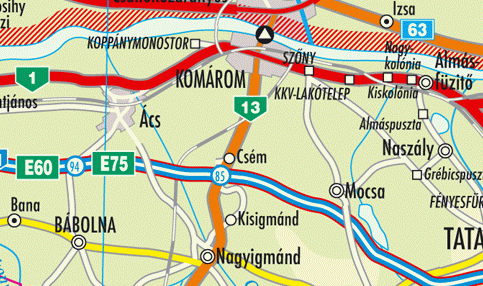 Izsa
63
KOPPÁNYMONOSTOR
SZŐNY
Nagy-
kolónia
Almás-
füzitő
1
KOMÁROM
KKV-LAKÓTELEP
Kiskolónia
13
Ács
Almáspuszta
Naszály
E60
94
E75
Csém
85
Grébicspusz
Mocsa
FÉNYESFÜR
Bana
BÁBOLNA
Kisigmánd
Nagyigmánd
TATA